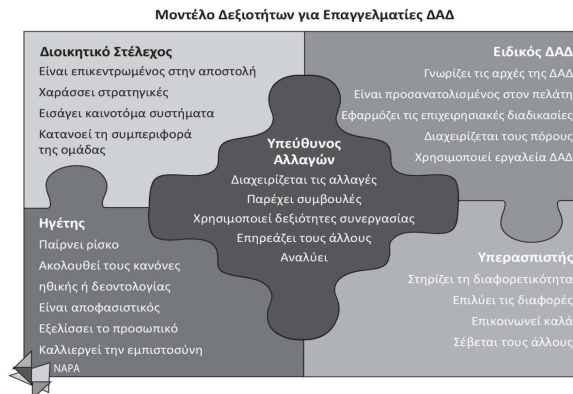 Μοντέλο Δεξιοτήτων για Επαγγελματίες ΔΑΔ
Διοικητικό Στέλεχος
Είναι επικεντρωμένος στην αποστολή
Χαράσσει στρατηγικές
Εισάγει καινοτόμα συστήματα
Κατανοεί τη συμπεριφορά
της ομάδας
Ειδικός ΔΑΔ
Γνωρίζει τις αρχές της ΔΑΔ
Είναι προσανατολισμένος στον πελάτη
Εφαρμόζει τις επιχειρησιακές διαδικασίες
Διαχειρίζεται τους πόρους
Χρησιμοποιεί εργαλεία ΔΑΔ
Υπεύθυνος
Αλλαγών
Διαχειρίζεται τις αλλαγές
Παρέχει συμβουλές
Χρησιμοποιεί δεξιότητες συνεργασίας
Επηρεάζει τους άλλους
Αναλύει
Ηγέτης
Παίρνει ρίσκο
Ακολουθεί τους κανόνες
ηθικής ή δεοντολογίας
Είναι αποφασιστικός
Εξελίσσει το προσωπικό
Καλλιεργεί την εμπιστοσύνη
NAPA
Υπερασπιστής
Στηρίζει τη διαφορετικότητα
Επιλύει τις διαφορές
Επικοινωνεί καλά
Σέβεται τους άλλους